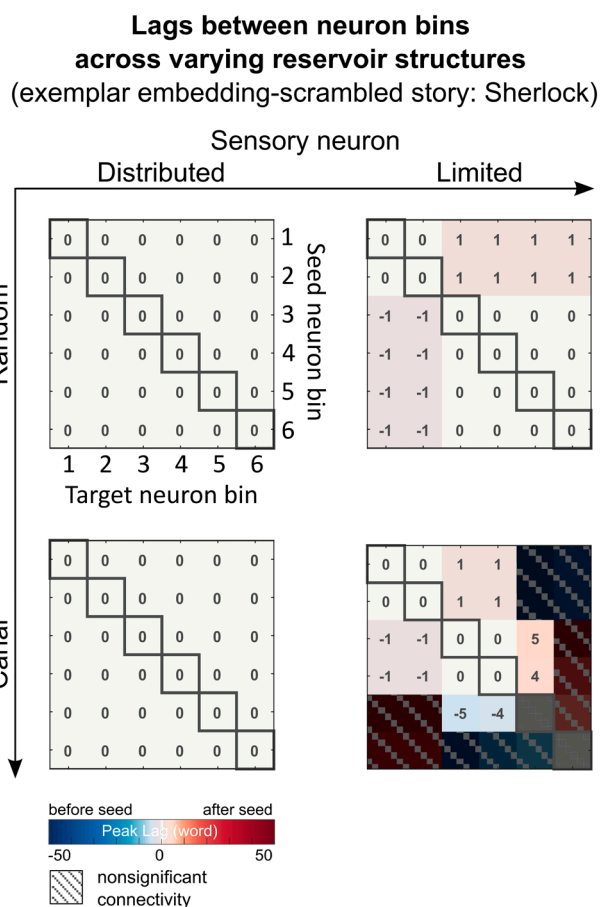 Lags between neuron bins
across varying reservoir structures
(exemplar embedding-scrambled story: Sherlock)
Sensory neuron
Distributed
Limited
0 0 0 0 0 0 1
0 0 0 0 0 0 2
0 0 0 0 0 0 3
0 0 0 0 0 0 4
0 0 0 0 0 0 5
0 0 0 0 0 0 6
1 2 3 4 5 6
Target neuron bin
Seed neuron bin
0 0 1 1 1 1
0 0 1 1 1 1
-1 -1 0 0 0 0
-1 -1 0 0 0 0
-1 -1 0 0 0 0
-1 -1 0 0 0 0
0 0 0 0 0 0
0 0 0 0 0 0
0 0 0 0 0 0
0 0 0 0 0 0
0 0 0 0 0 0
0 0 0 0 0 0
0 0 1 1
0 0 1 1
-1 -1 0 0 5
-1 -1 0 0 4
-5 -4
before seed after seed
Peak Lag (word)
-50 0 50
nonsignificant
connectivity